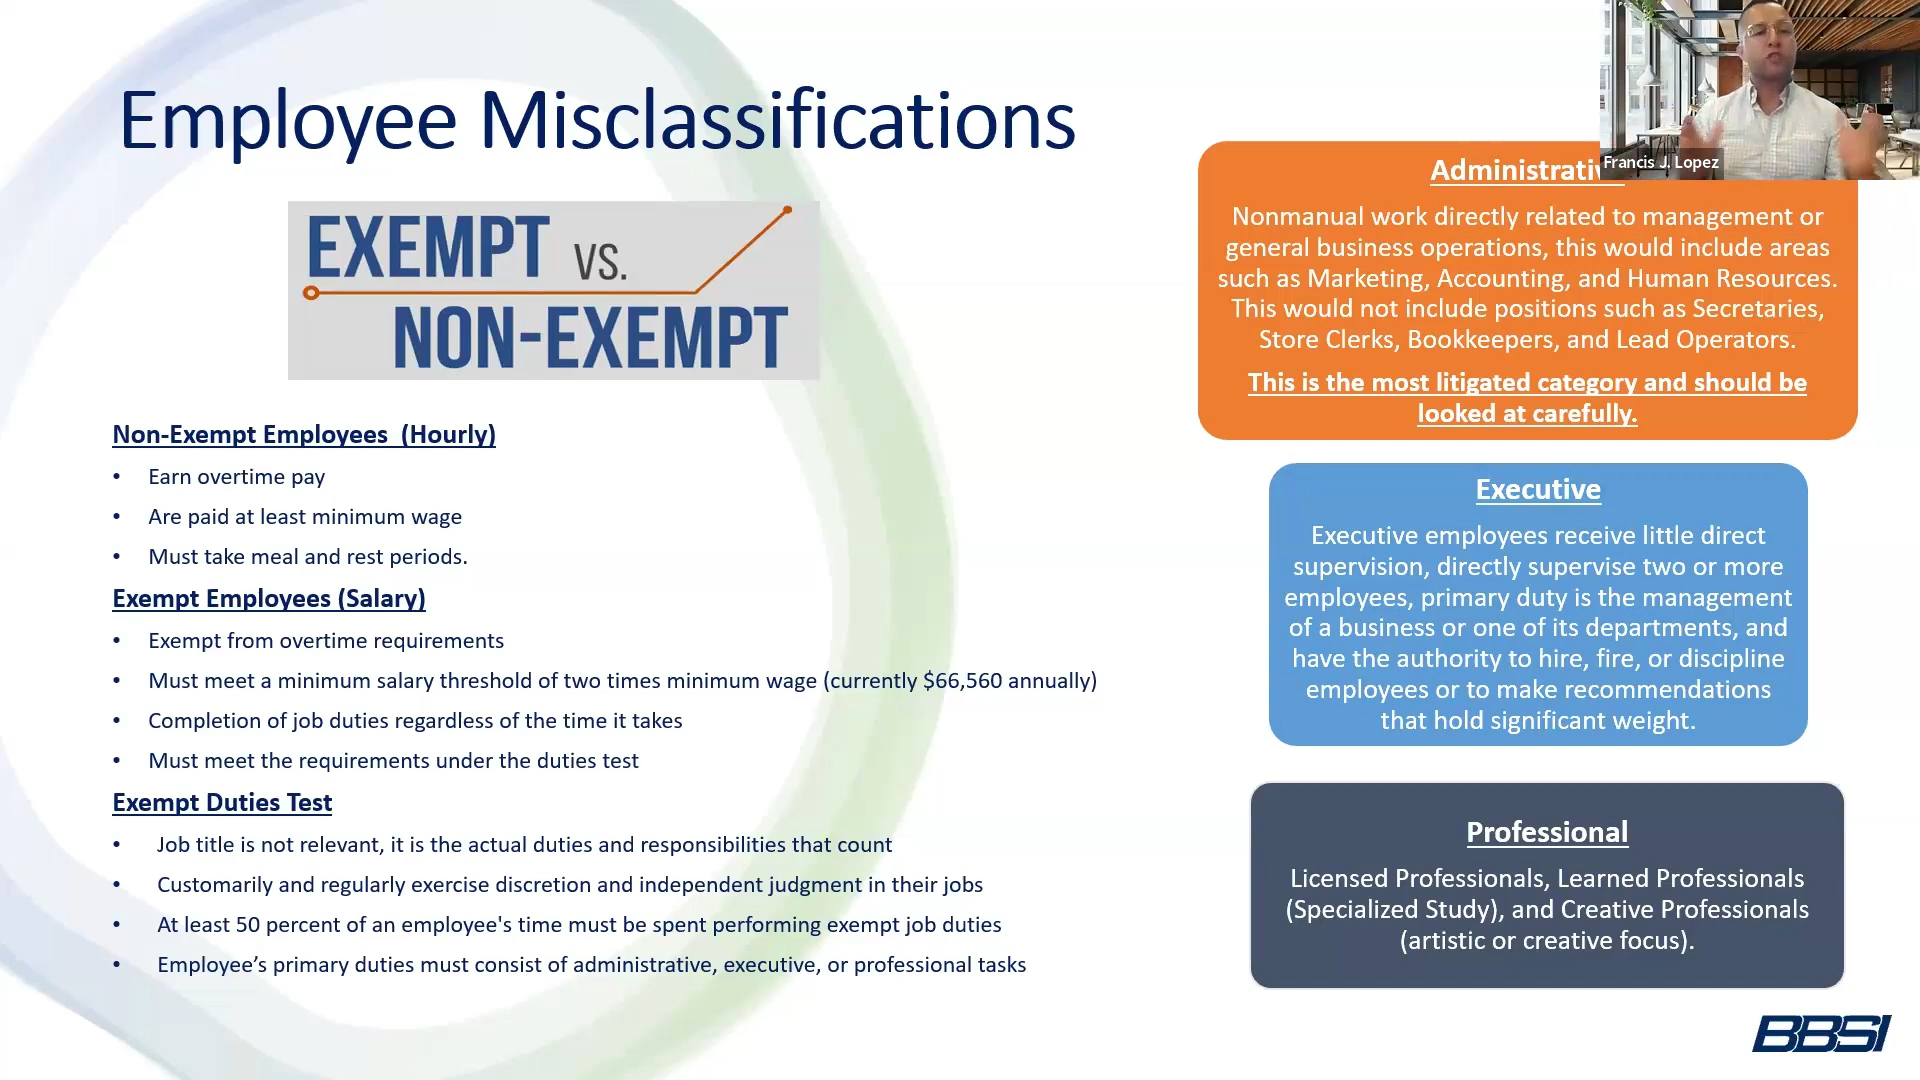 Employee Misclassifications
EXEMPT VS.
NON-EXEMPT
Non-Exempt Employees (Hourly)
• Earn overtime pay
• Are paid at least minimum wage
• Must take meal and rest periods.
Exempt Employees (Salary)
• Exempt from overtime requirements
• Must meet a minimum salary threshold of two times minimum wage (currently $66,560 annually)
• Completion of job duties regardless of the time it takes
• Must meet the requirements under the duties test
Exempt Duties Test
• Job title is not relevant, it is the actual duties and responsibilities that count
• Customarily and regularly exercise discretion and independent judgment in their jobs
• At least 50 percent of an employee's time must be spent performing exempt job duties
• Employee’s primary duties must consist of administrative, executive, or professional tasks
Francis J. Lopez
Administrativ
Nonmanual work directly related to management or
general business operations, this would include areas
such as Marketing, Accounting, and Human Resources.
This would not include positions such as Secretaries,
Store Clerks, Bookkeepers, and Lead Operators.
This is the most litigated category and should be
looked at carefully.
Executive
Executive employees receive little direct
supervision, directly supervise two or more
employees, primary duty is the management
of a business or one of its departments, and
have the authority to hire, fire, or discipline
employees or to make recommendations
that hold significant weight.
Professional
Licensed Professionals, Learned Professionals
(Specialized Study), and Creative Professionals
(artistic or creative focus).
BBSI